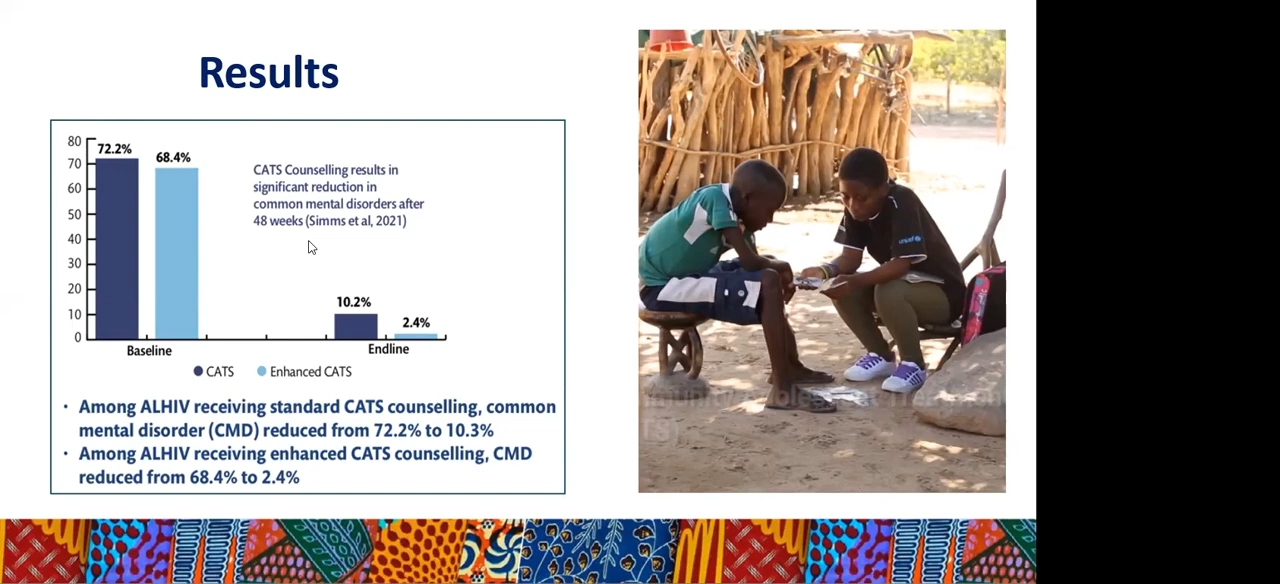 Results
80
70
60
50
40
30
20
10
0
72.2%
68.4%
10.2%
2.4%
CATS Counselling results in
significant reduction in
common mental disorders after
48 weeks (Simms et al, 2021)
Baseline
Endline
CATS
Enhanced CATS
· Among ALHIV receiving standard CATS counselling, common
mental disorder (CMD) reduced from 72.2% to 10.3%
· Among ALHIV receiving enhanced CATS counselling, CMD
reduced from 68.4% to 2.4%
unicef